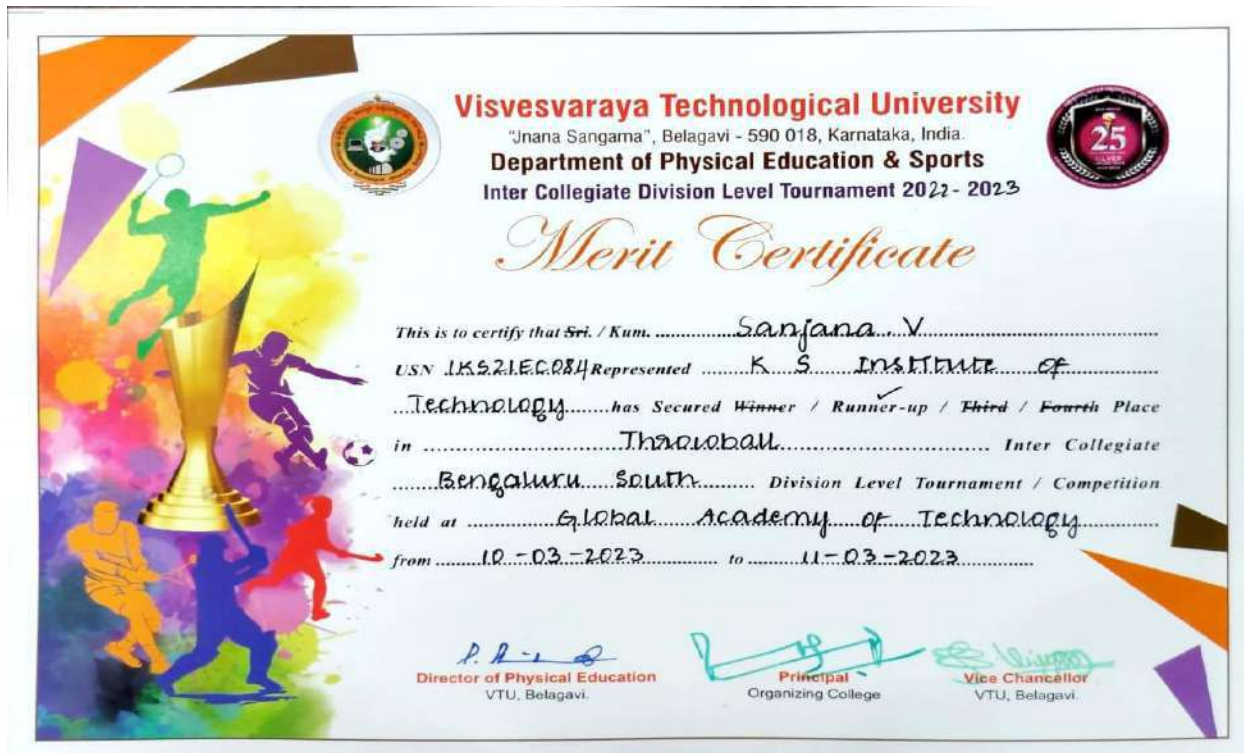 Visvesvaraya Technological University
"Jnana Sangama", Belagavi - 590 018, Karnataka, India.
Department of Physical Education & Sports
Inter Collegiate Division Level Tournament 2022 - 2023
25
SILVER
Merit Certificate
This is to certify that Sri. / Kum. Sanjana. V
USN 1KS21EC084 Represented K S Institute of
Technology has Secured Winner / Runner-up / Third / Fourth Place
in Throwball Inter Collegiate
Bengaluru South Division Level Tournament / Competition
held at Global Academy of Technology
from 10-03-2023 to 11-03-2023
Director of Physical Education
VTU, Belagavi.
Principal
Organizing College
Vice Chancellor
VTU, Belagavi.